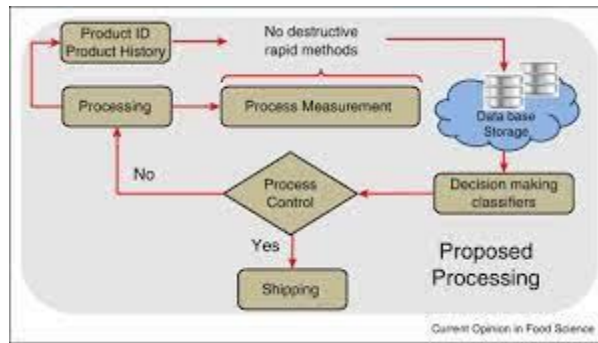 Product ID
Product History
No destructive
rapid methods
Processing
Process Measurement
Data base
Storage
No
Process
Control
Decision making
classifiers
Yes
Proposed
Processing
Shipping
Current Opinion in Food Science